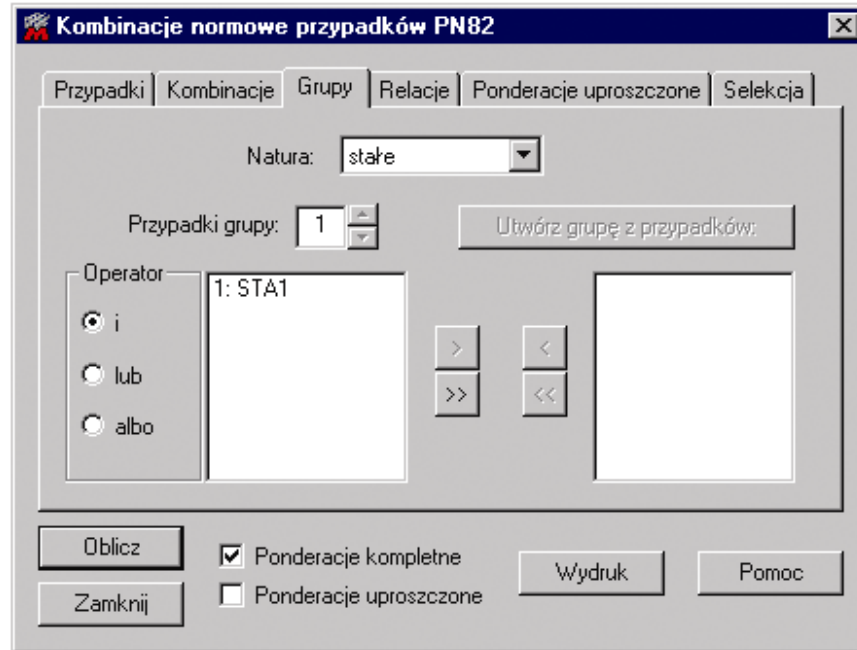 Kombinacje normowe przypadków PN82
Przypadki Kombinacje Grupy Relacje Ponderacje uproszczone Selekcja
Natura: stałe
Przypadki grupy: 1 Utwórz grupę z przypadków:
Operator
1: STA1
i
lub
albo
> <
>> <<
Oblicz
Ponderacje kompletne
Wydruk Pomoc
Zamknij
Ponderacje uproszczone